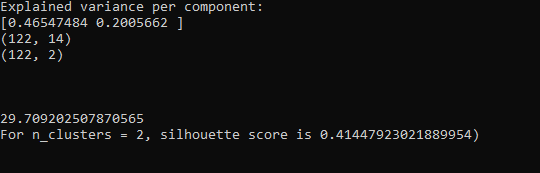 Explained variance per component:
[0.46547484 0.2005662 ]
(122, 14)
(122, 2)
29.709202507870565
For n_clusters = 2, silhouette score is 0.41447923021889954)